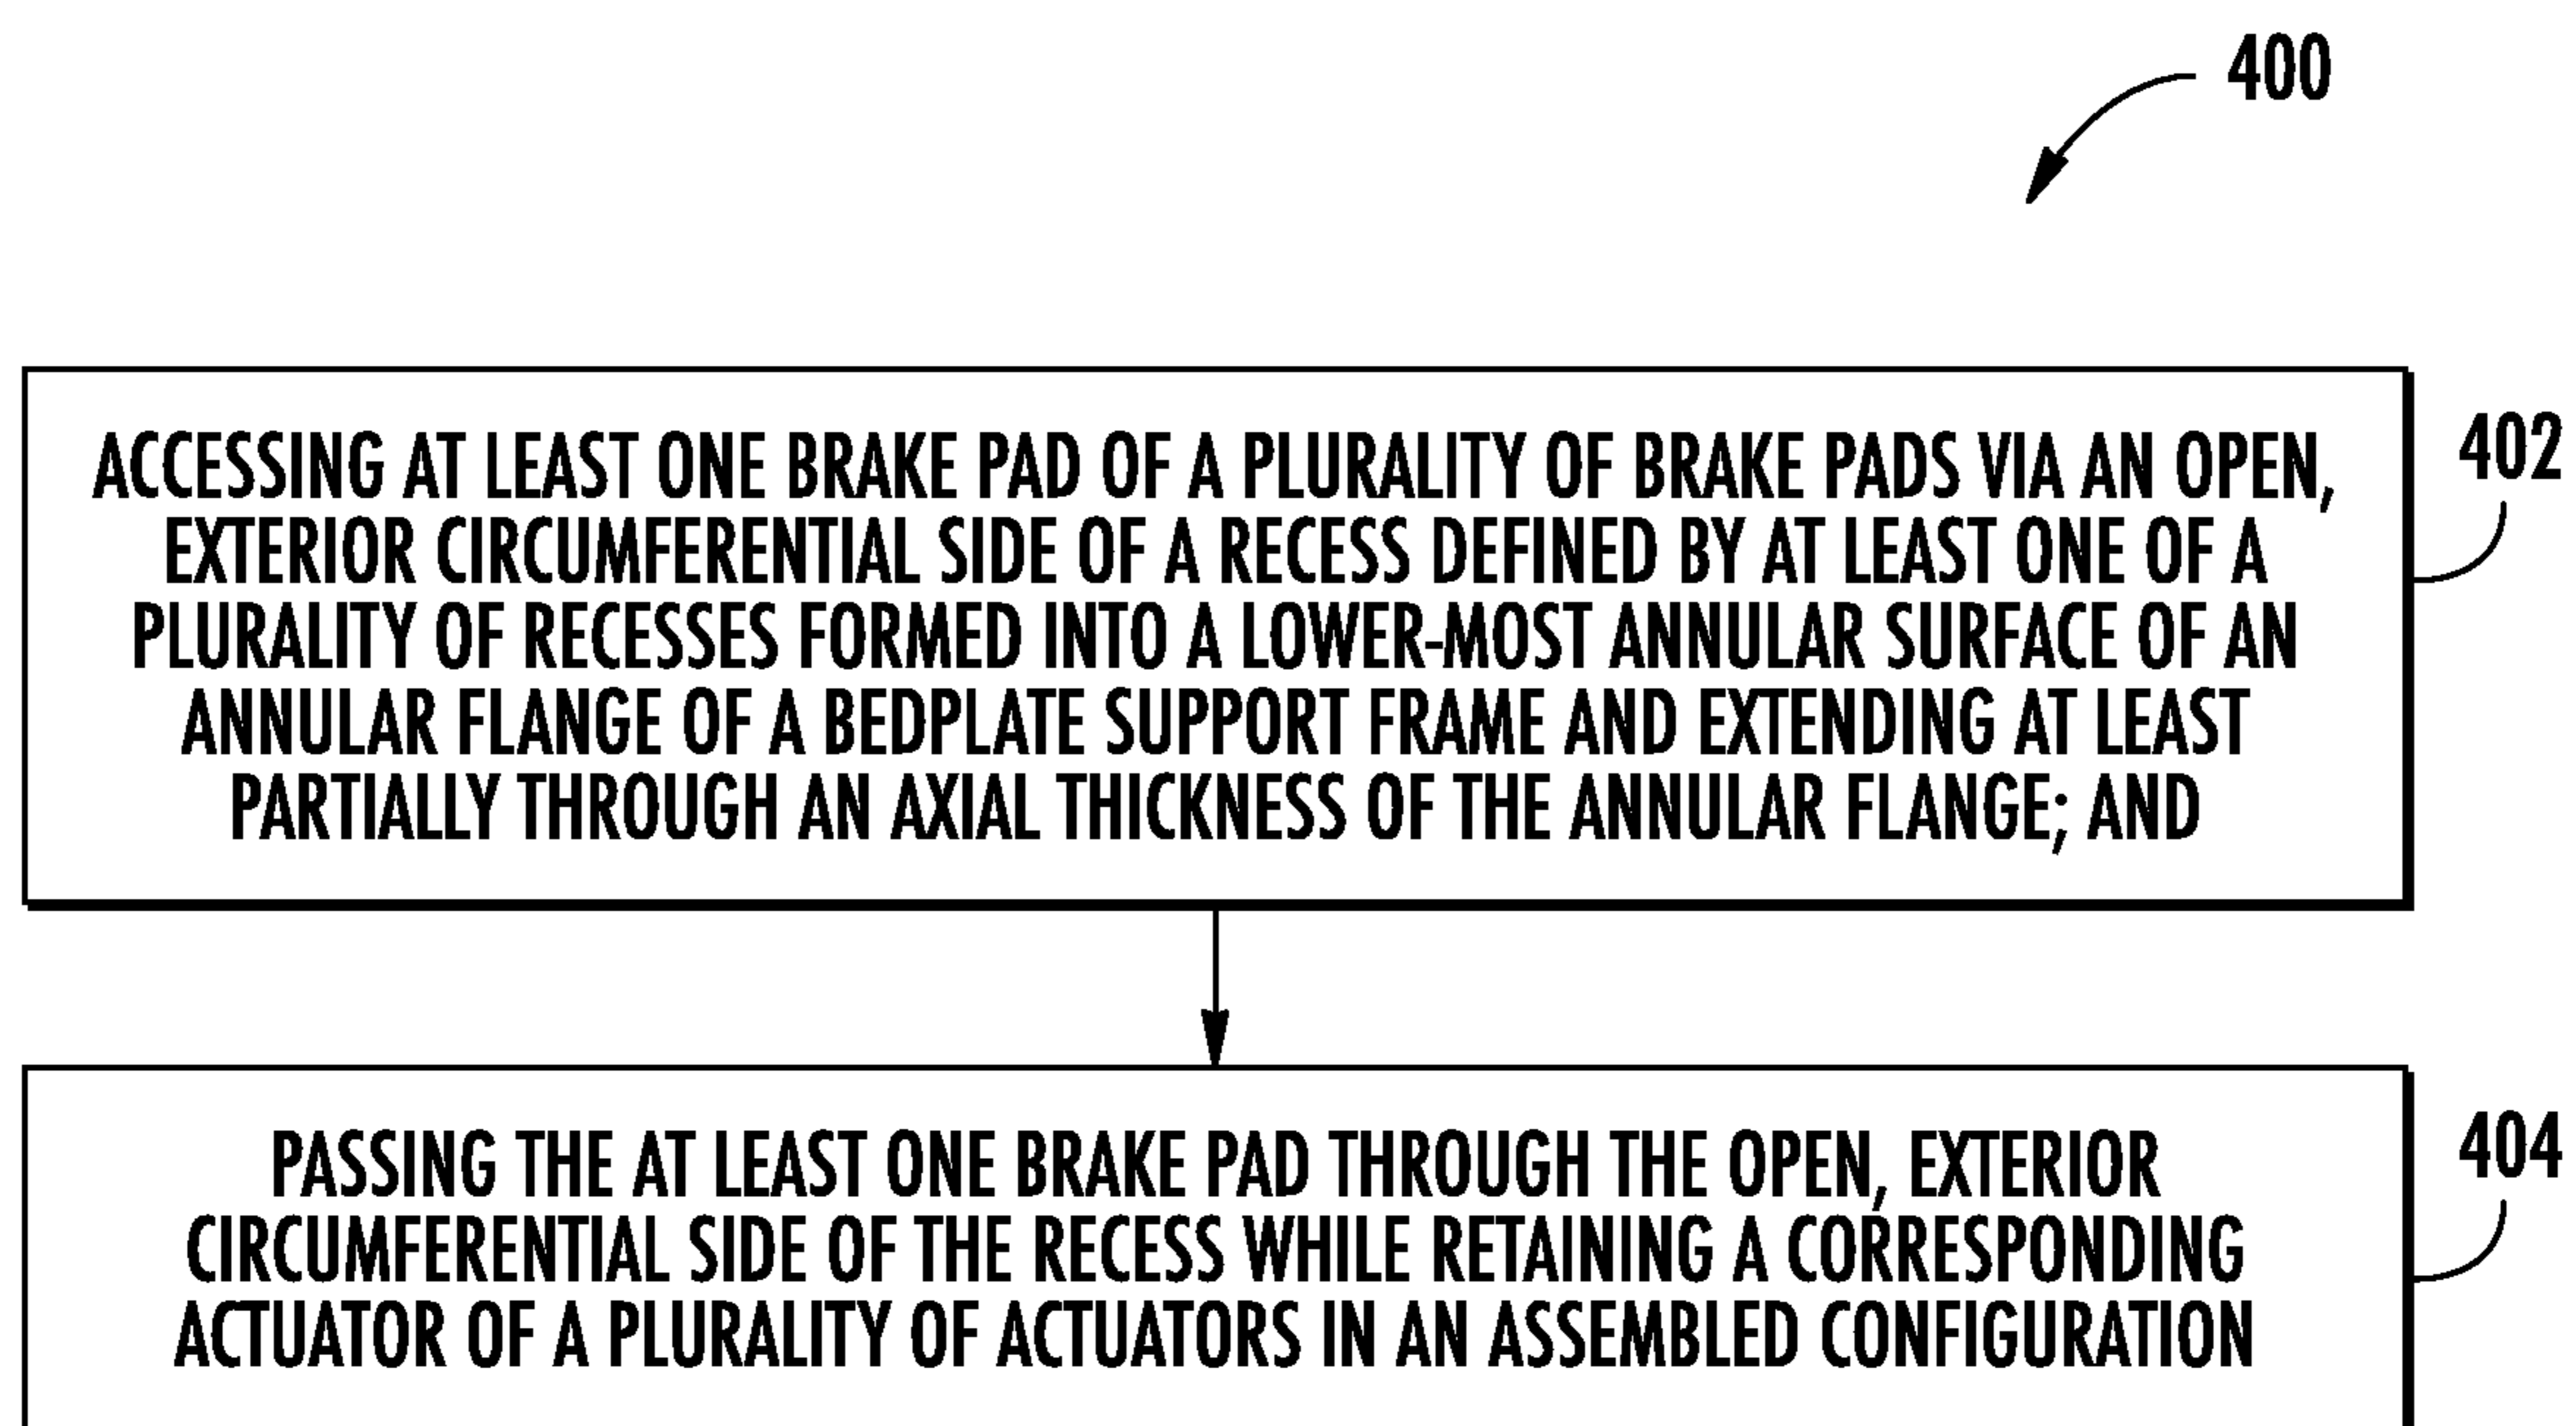 400
ACCESSING AT LEAST ONE BRAKE PAD OF A PLURALITY OF BRAKE PADS VIA AN OPEN,
EXTERIOR CIRCUMFERENTIAL SIDE OF A RECESS DEFINED BY AT LEAST ONE OF A
PLURALITY OF RECESSES FORMED INTO A LOWER-MOST ANNULAR SURFACE OF AN
ANNULAR FLANGE OF A BEDPLATE SUPPORT FRAME AND EXTENDING AT LEAST
PARTIALLY THROUGH AN AXIAL THICKNESS OF THE ANNULAR FLANGE; AND
402
PASSING THE AT LEAST ONE BRAKE PAD THROUGH THE OPEN, EXTERIOR
CIRCUMFERENTIAL SIDE OF THE RECESS WHILE RETAINING A CORRESPONDING
ACTUATOR OF A PLURALITY OF ACTUATORS IN AN ASSEMBLED CONFIGURATION
404